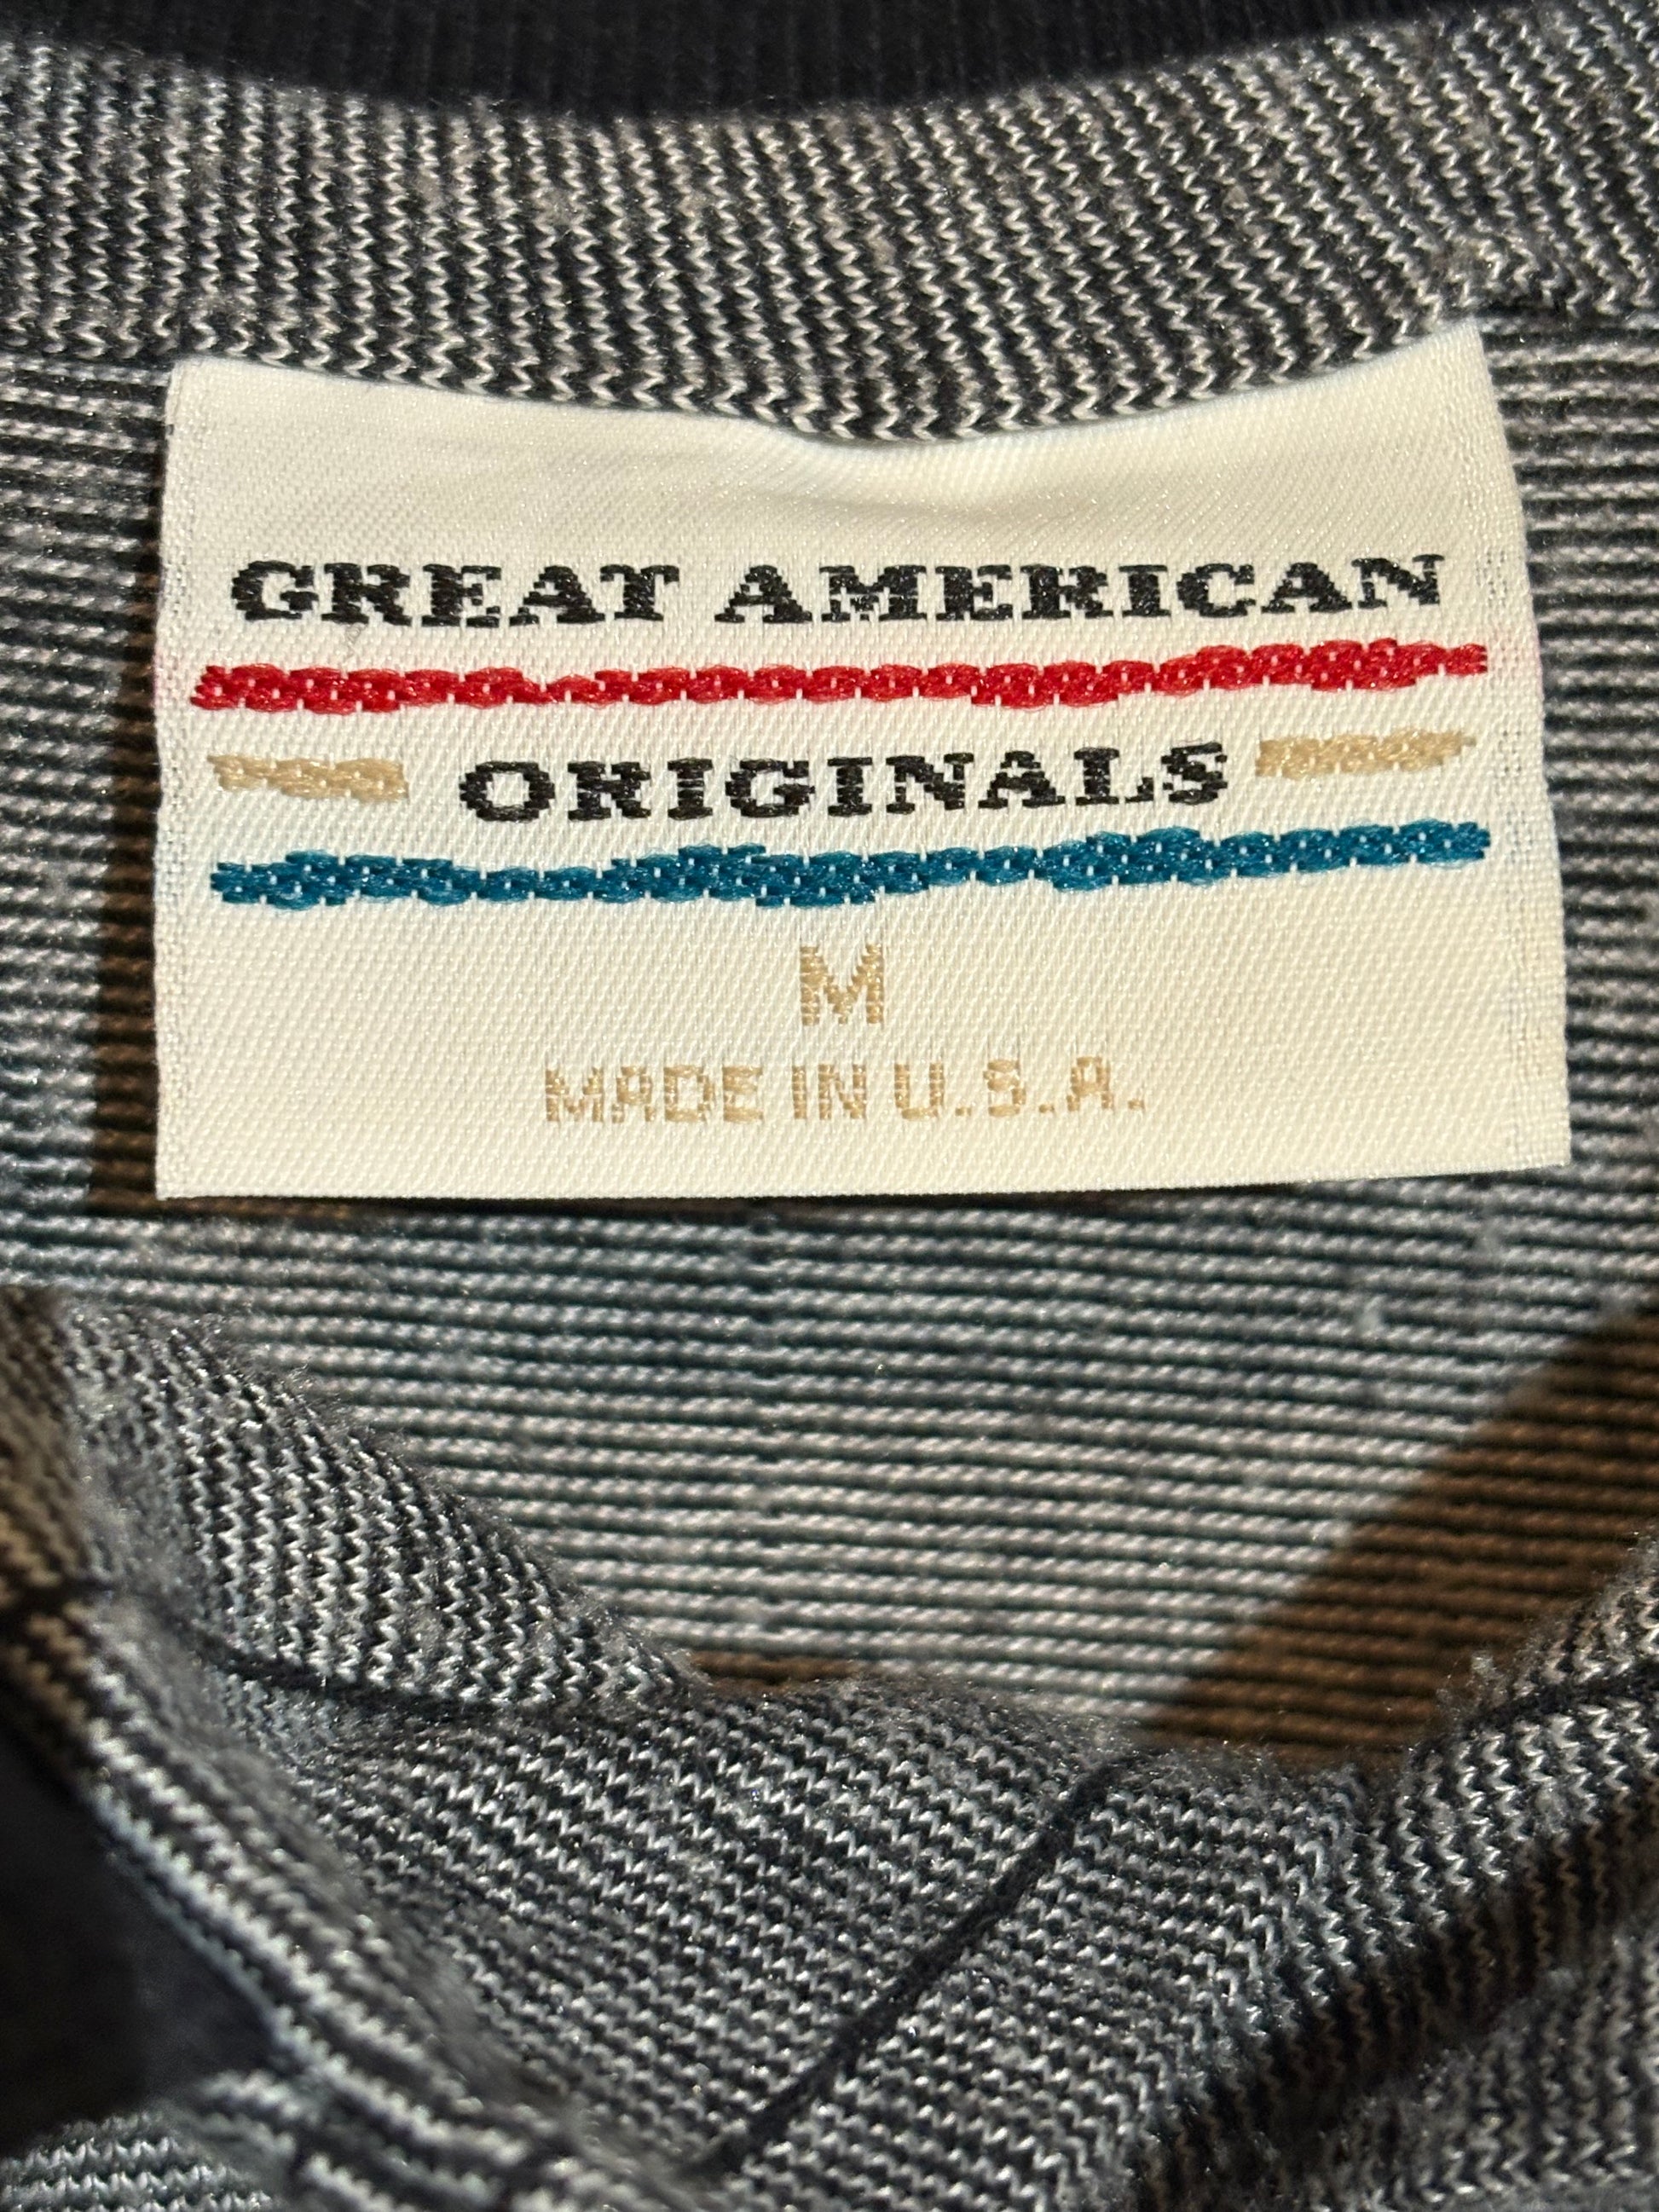 GREAT AMERICAN
ORIGINALS
M
MADE IN U.S.A.